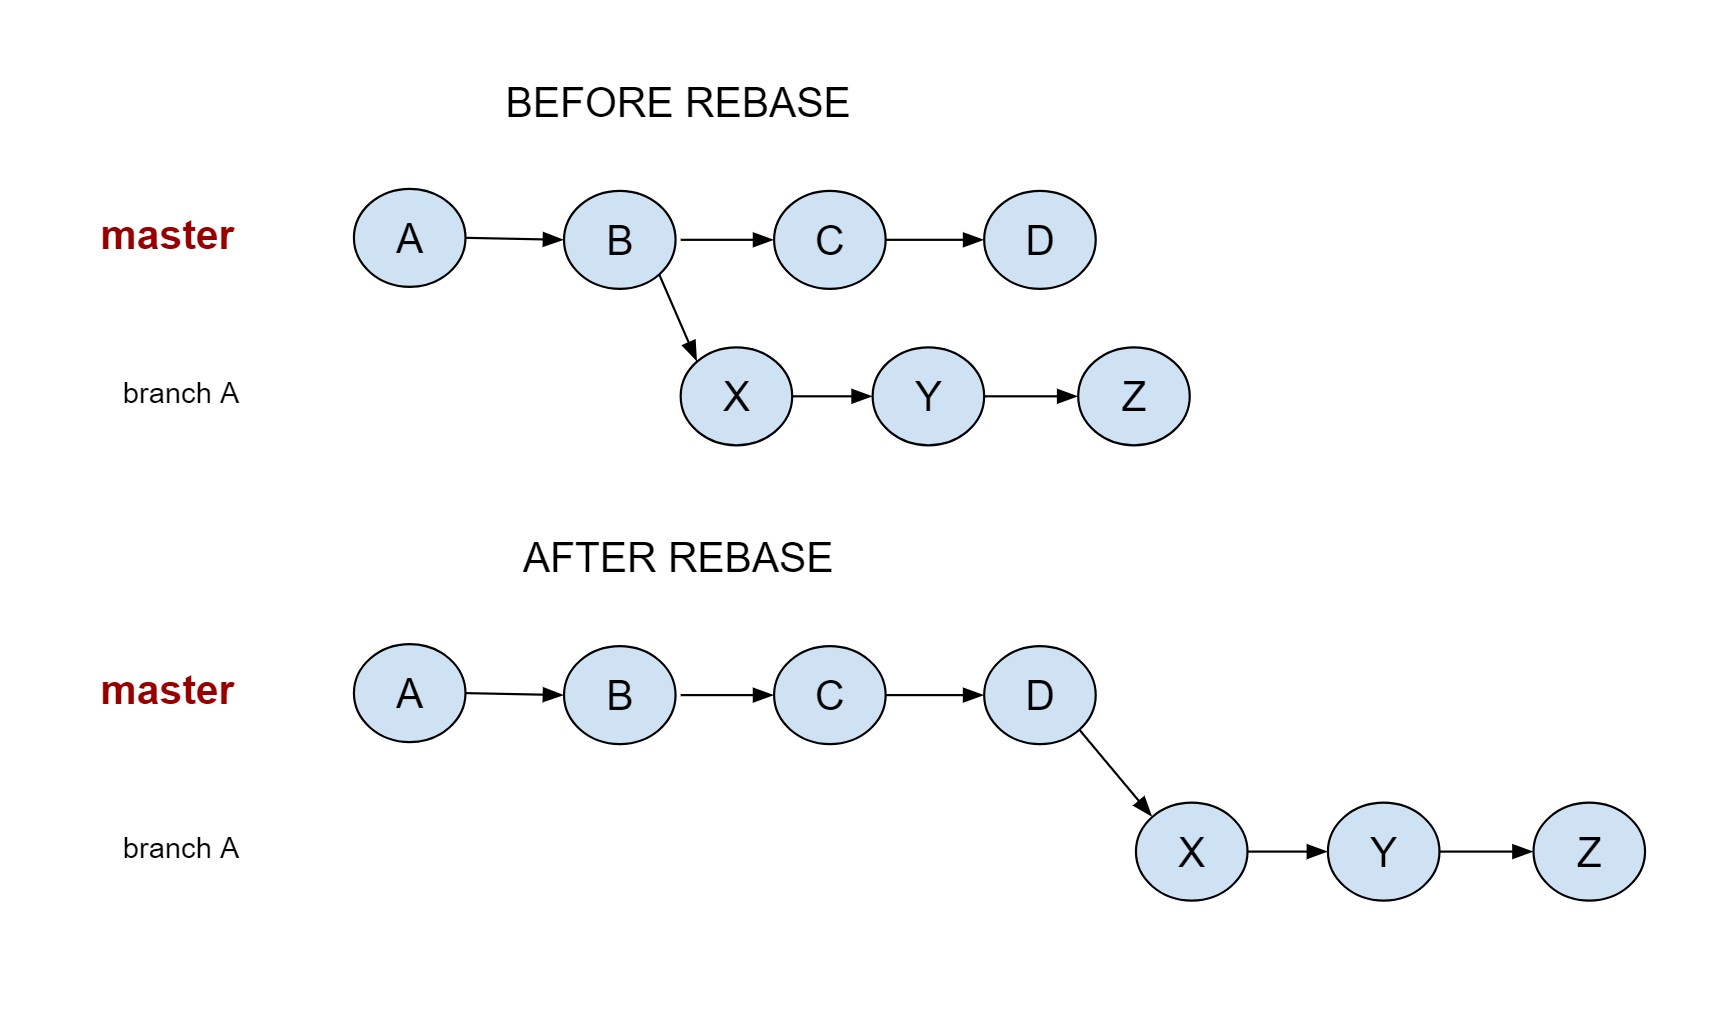 BEFORE REBASE
master A B C D
branch A X Y Z
AFTER REBASE
master A B C D
branch A X Y Z